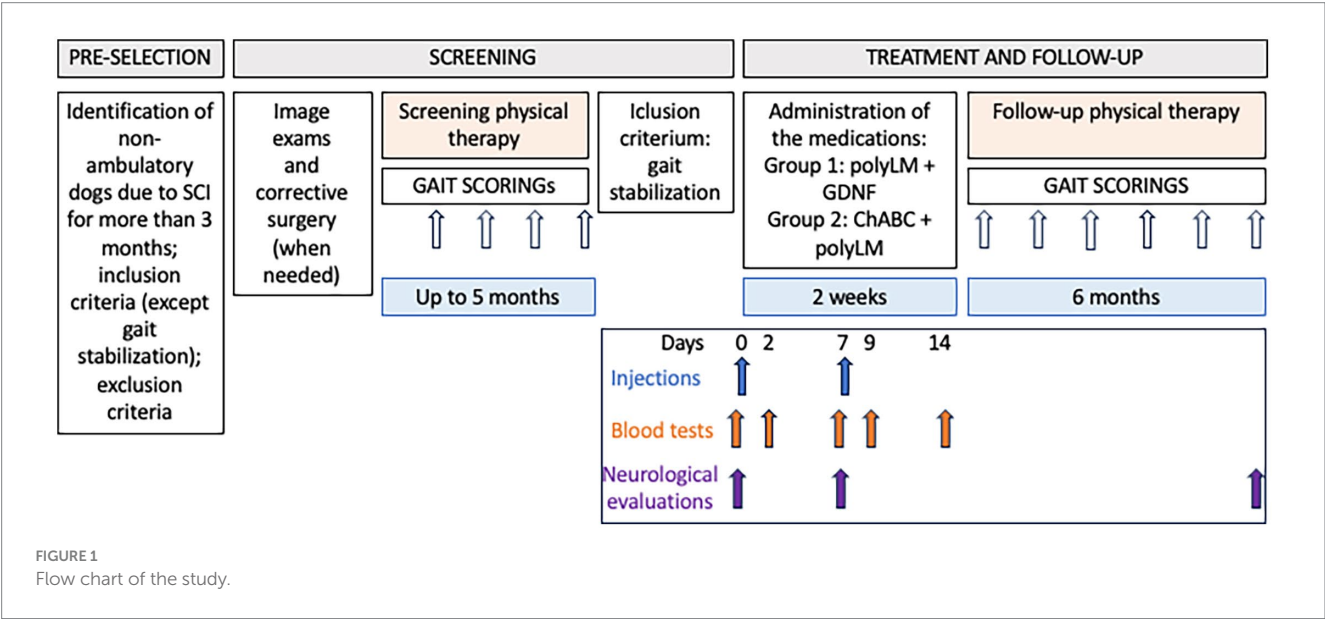 PRE-SELECTION
SCREENING
TREATMENT AND FOLLOW-UP
Identification of
non-
ambulatory
dogs due to SCI
for more than 3
months;
inclusion
criteria (except
gait
stabilization);
exclusion
criteria
Image
exams
and
corrective
surgery
(when
needed)
Screening physical
therapy
GAIT SCORINGs
Up to 5 months
Iclusion
criterium:
gait
stabilization
Administration of
the medications:
Group 1: polyLM +
GDNF
Group 2: ChABC +
polyLM
2 weeks
Follow-up physical therapy
GAIT SCORINGS
6 months
Days 0 2 7 9 14
Injections
Blood tests
Neurological
evaluations
FIGURE 1
Flow chart of the study.